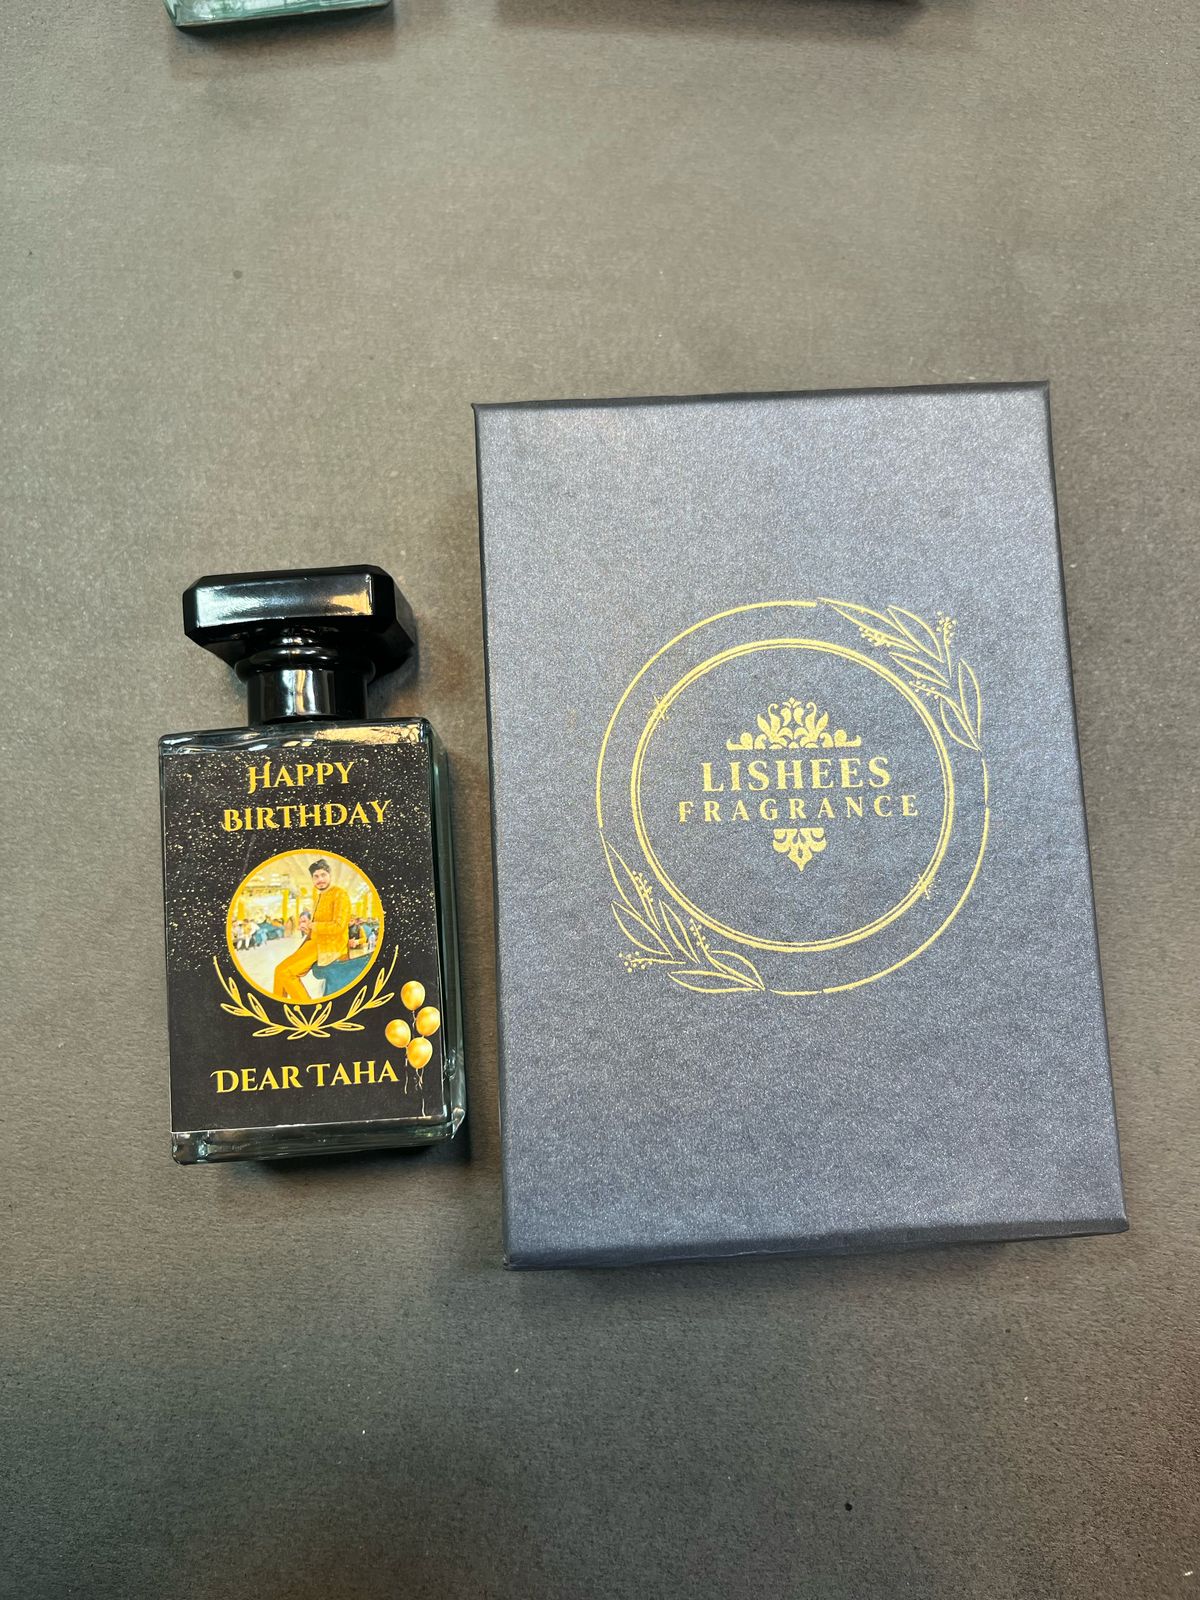 Happy
Birthday
Dear Taha
LISHEES
FRAGRANCE